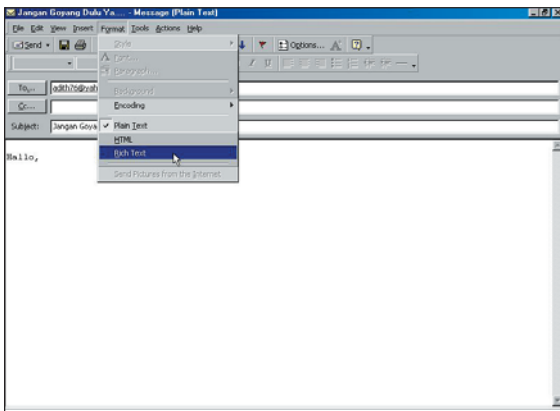 Jangan Goyang Dulu Ya.... - Message (Plain Text)
File Edit View Insert Format Tools Actions Help
Send Options...
Style
Font...
Paragraph...
Background
Encoding
Plain Text
HTML
Rich Text
Send Pictures from the Internet
To...
Cc...
Subject: Jangan Goya
Hallo,